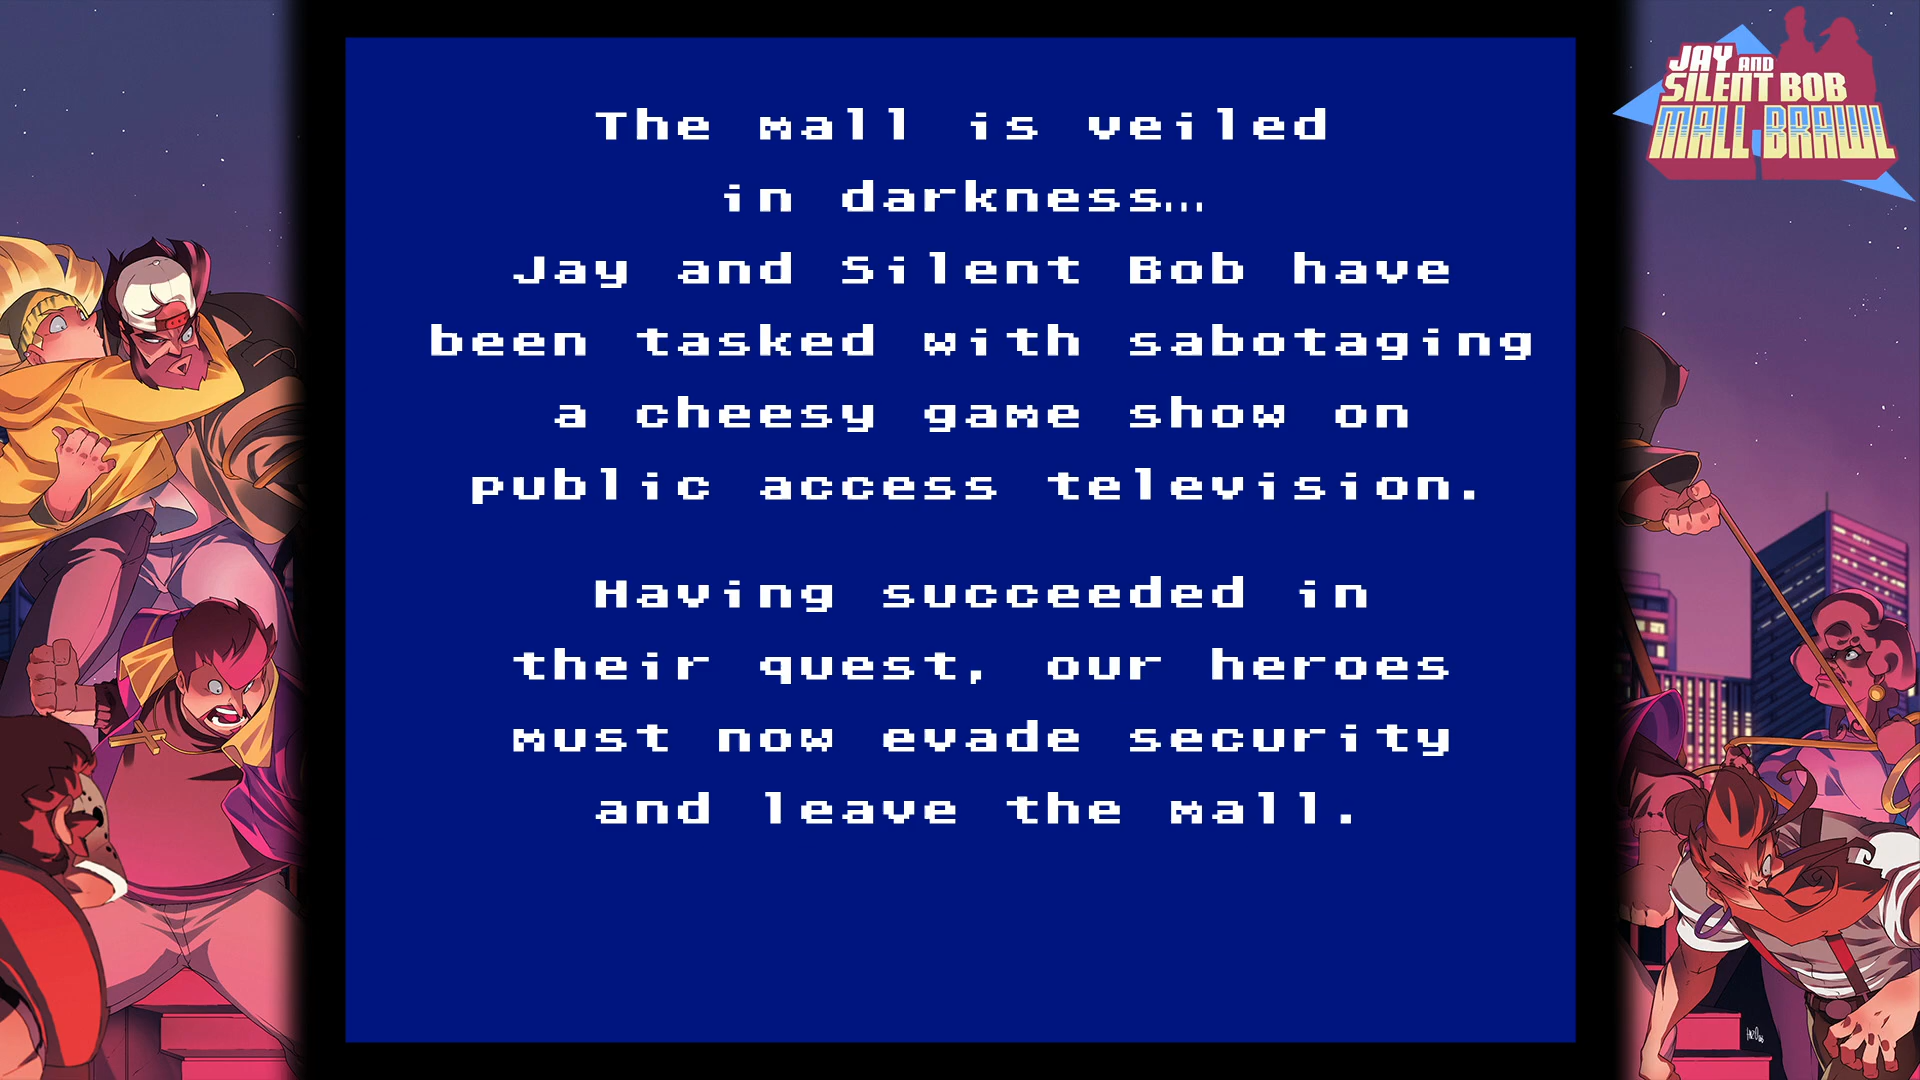 JAY AND
SILENT BOB
MALL BRAWL
The mall is veiled
in darkness...
Jay and Silent Bob have
been tasked with sabotaging
a cheesy game show on
public access television.
Having succeeded in
their quest, our heroes
must now evade security
and leave the mall.